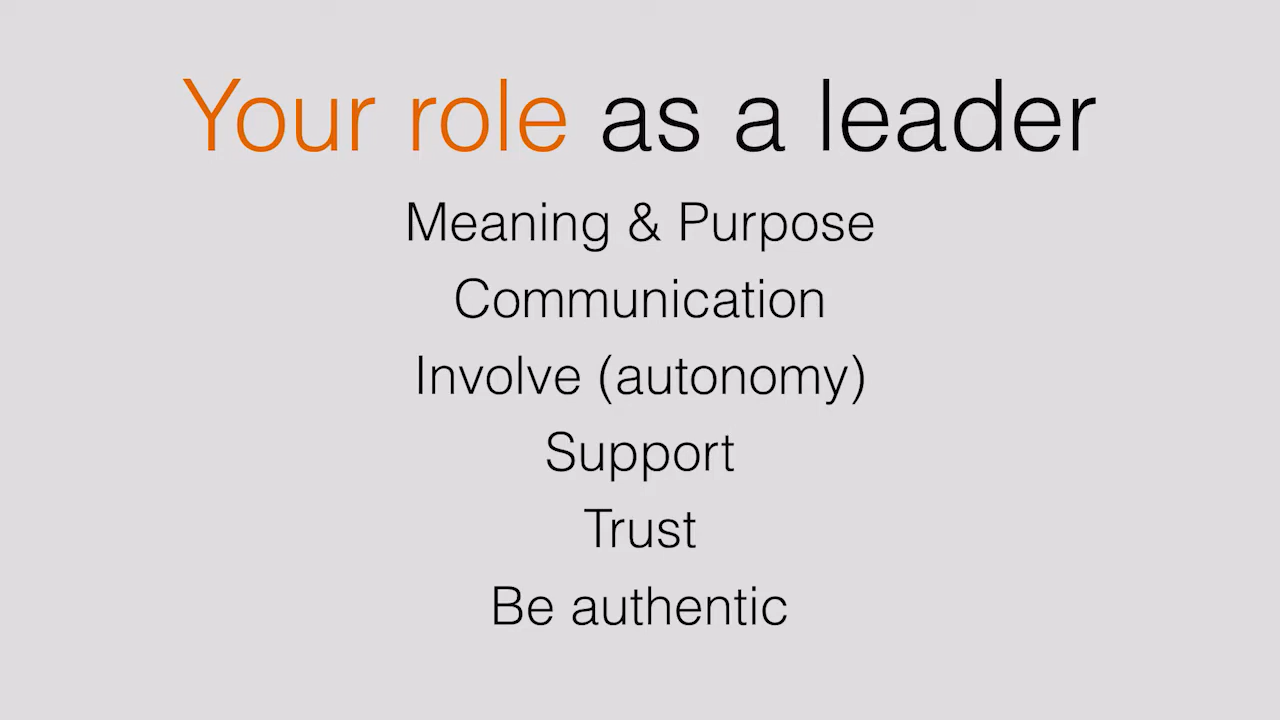 Your role as a leader
Meaning & Purpose
Communication
Involve (autonomy)
Support
Trust
Be authentic